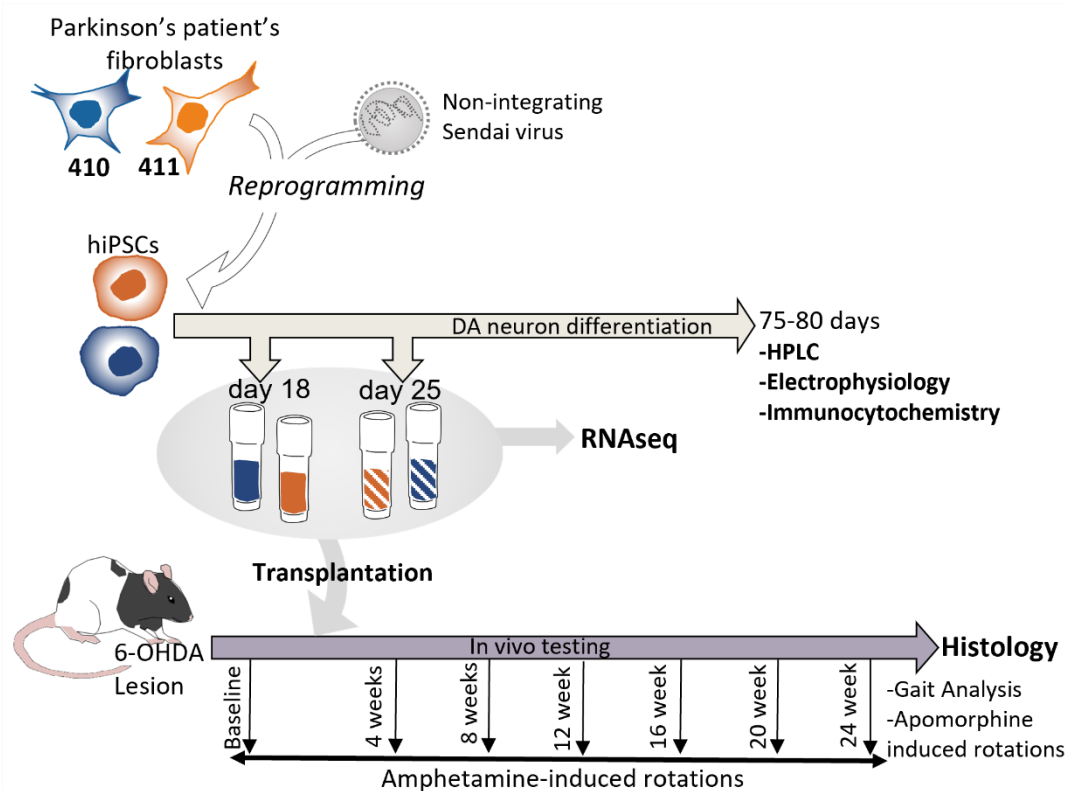 Parkinson's patient's
fibroblasts
410
411
Non-integrating
Sendai virus
Reprogramming
hiPSCs
DA neuron differentiation
75-80 days
-HPLC
-Electrophysiology
-Immunocytochemistry
day 18
day 25
RNAseq
Transplantation
6-OHDA
Lesion
In vivo testing
Histology
-Gait Analysis
-Apomorphine
induced rotations
Baseline
4 weeks
8 weeks
12 week
16 week
20 week
24 week
Amphetamine-induced rotations